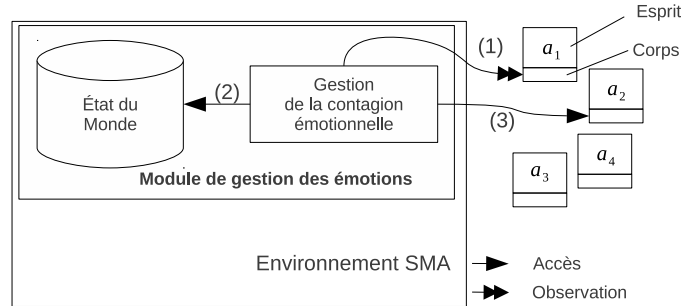 Esprit
(1)
a1
Corps
État du
Monde
(2)
Gestion
de la contagion
émotionnelle
(3)
a2
a3
a4
Module de gestion des émotions
Environnement SMA
Accès
Observation